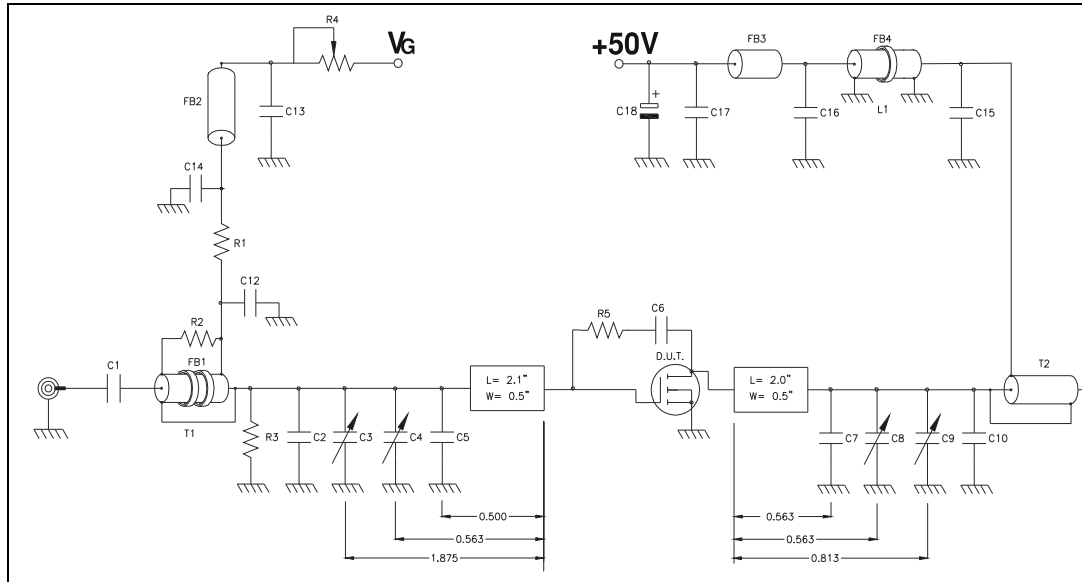 R4
VG
+50V
FB3
FB4
FB2
C13
C18
+
C17
C16
L1
C15
C14
R1
C12
R2
FB1
C1
T1
R3
C2
C3
C4
C5
L= 2.1"
W= 0.5"
R5
C6
D.U.T.
L= 2.0"
W= 0.5"
T2
C7
C8
C9
C10
0.500
0.563
1.875
0.563
0.563
0.813